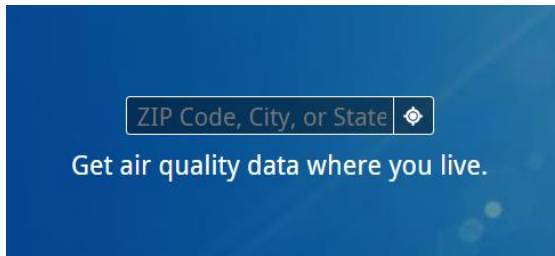 ZIP Code, City, or State
Get air quality data where you live.